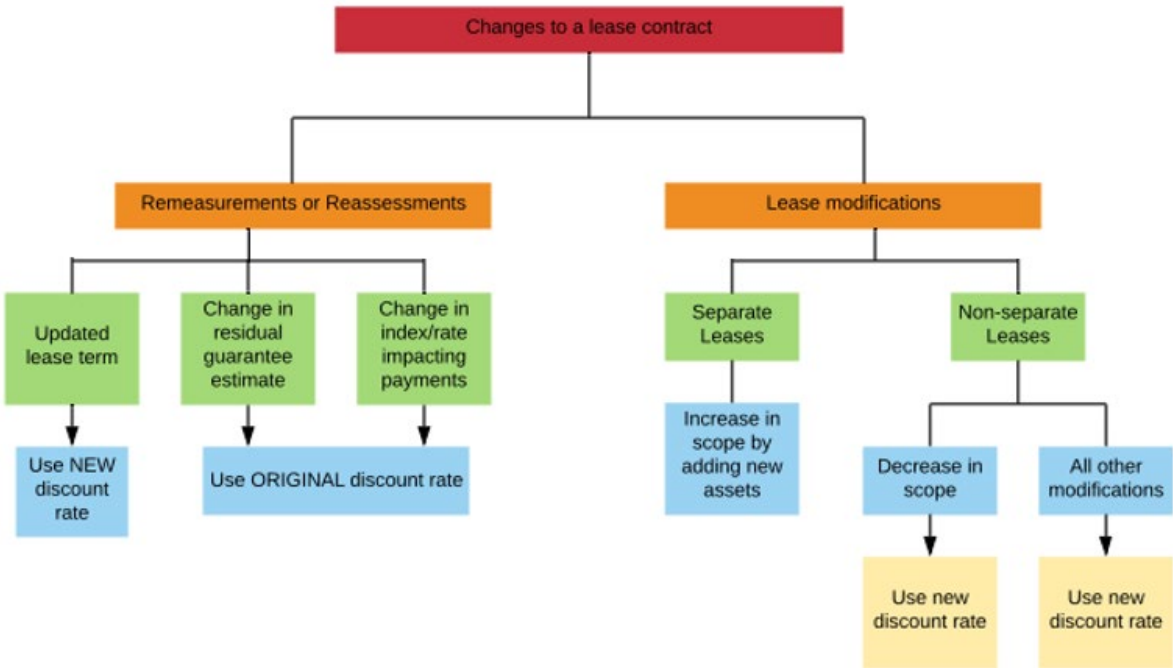 Changes to a lease contract
Remeasurements or Reassessments
Lease modifications
Updated
lease term
Change in
residual
guarantee
estimate
Change in
index/rate
impacting
payments
Separate
Leases
Non-separate
Leases
Use NEW
discount
rate
Use ORIGINAL discount rate
Increase in
scope by
adding new
assets
Decrease in
scope
All other
modifications
Use new
discount rate
Use new
discount rate